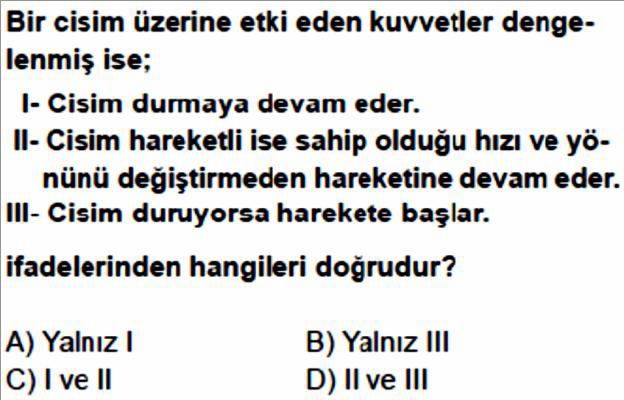 Bir cisim üzerine etki eden kuvvetler denge-
lenmiş ise;
I- Cisim durmaya devam eder.
II- Cisim hareketli ise sahip olduğu hızı ve yö-
nünü değiştirmeden hareketine devam eder.
III- Cisim duruyorsa harekete başlar.
ifadelerinden hangileri doğrudur?
A) Yalnız I B) Yalnız III
C) I ve II D) II ve III